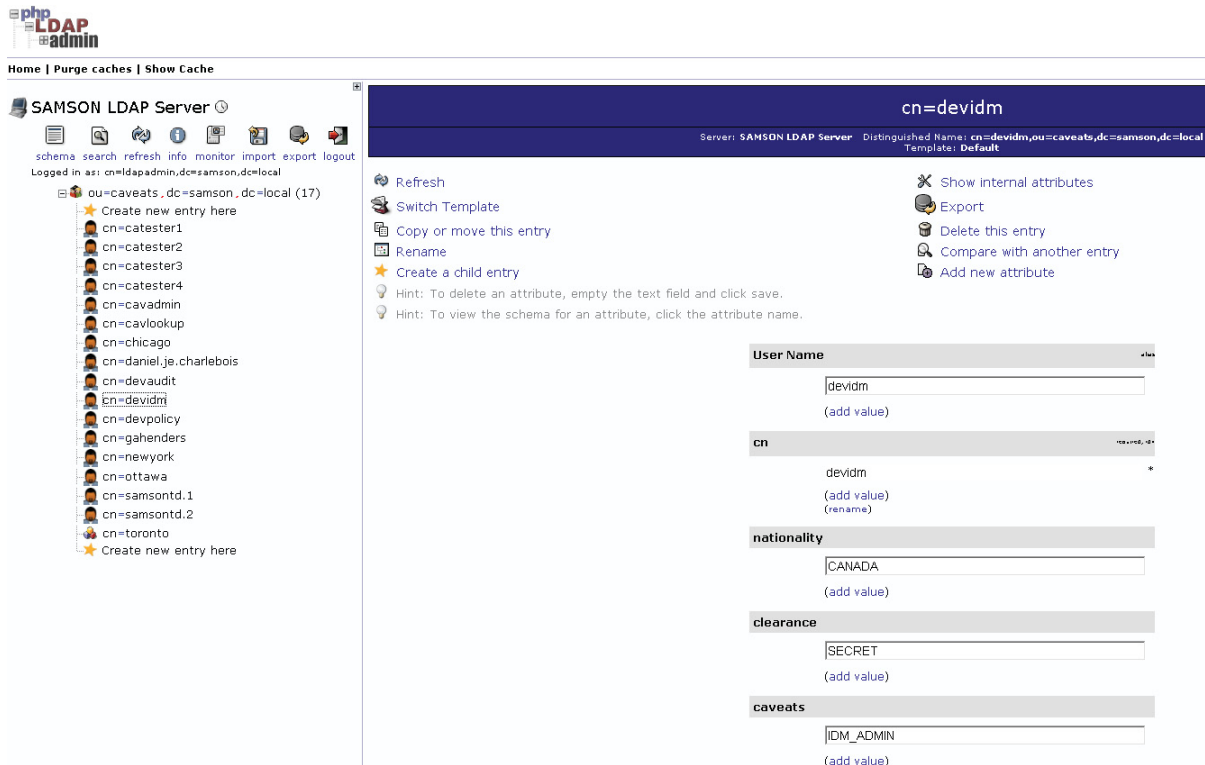 php
LDAP
admin
Home | Purge caches | Show Cache
SAMSON LDAP Server
schema search refresh info monitor import export logout
Logged in as: cn=ldapadmin,dc=samson,dc=local
ou=caveats,dc=samson,dc=local (17)
Create new entry here
cn=catester1
cn=catester2
cn=catester3
cn=catester4
cn=cavadmin
cn=cavlookup
cn=chicago
cn=daniel.je.charlebois
cn=devaudit
cn=devidm
cn=devpolicy
cn=gahenders
cn=newyork
cn=ottawa
cn=samsontd.1
cn=samsontd.2
cn=toronto
Create new entry here
cn=devidm
Server: SAMSON LDAP Server Distinguished Name: cn=devidm,ou=caveats,dc=samson,dc=local
Template: Default
Refresh
Switch Template
Copy or move this entry
Rename
Create a child entry
Hint: To delete an attribute, empty the text field and click save.
Hint: To view the schema for an attribute, click the attribute name.
Show internal attributes
Export
Delete this entry
Compare with another entry
Add new attribute
User Name
devidm
(add value)
cn
devidm *
(add value)
(rename)
nationality
CANADA
(add value)
clearance
SECRET
(add value)
caveats
IDM_ADMIN
(add value)